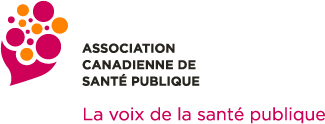 ASSOCIATION
CANADIENNE DE
SANTÉ PUBLIQUE
La voix de la santé publique